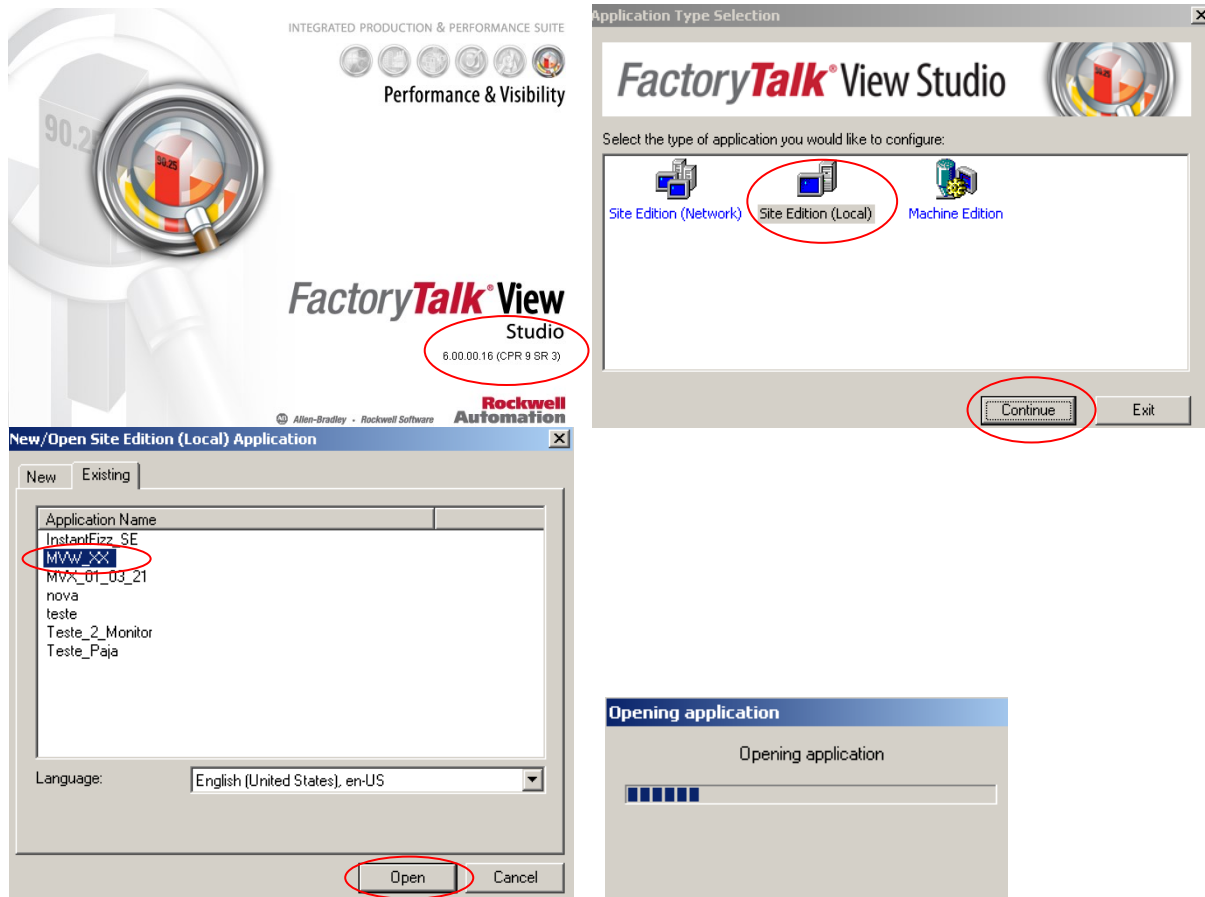 INTEGRATED PRODUCTION & PERFORMANCE SUITE
Performance & Visibility
90.25
90.25
FactoryTalk® View
Studio
6.00.00.16 (CPR 9 SR 3)
Allen-Bradley • Rockwell Software
Rockwell
Automation
Application Type Selection
FactoryTalk® View Studio
Select the type of application you would like to configure:
Site Edition (Network)
Site Edition (Local)
Machine Edition
Continue
Exit
New/Open Site Edition (Local) Application
New
Existing
Application Name
InstantFizz_SE
MVW_XX
MVX_01_03_21
nova
teste
Teste_2_Monitor
Teste_Paja
Language:
English (United States), en-US
Open
Cancel
Opening application
Opening application